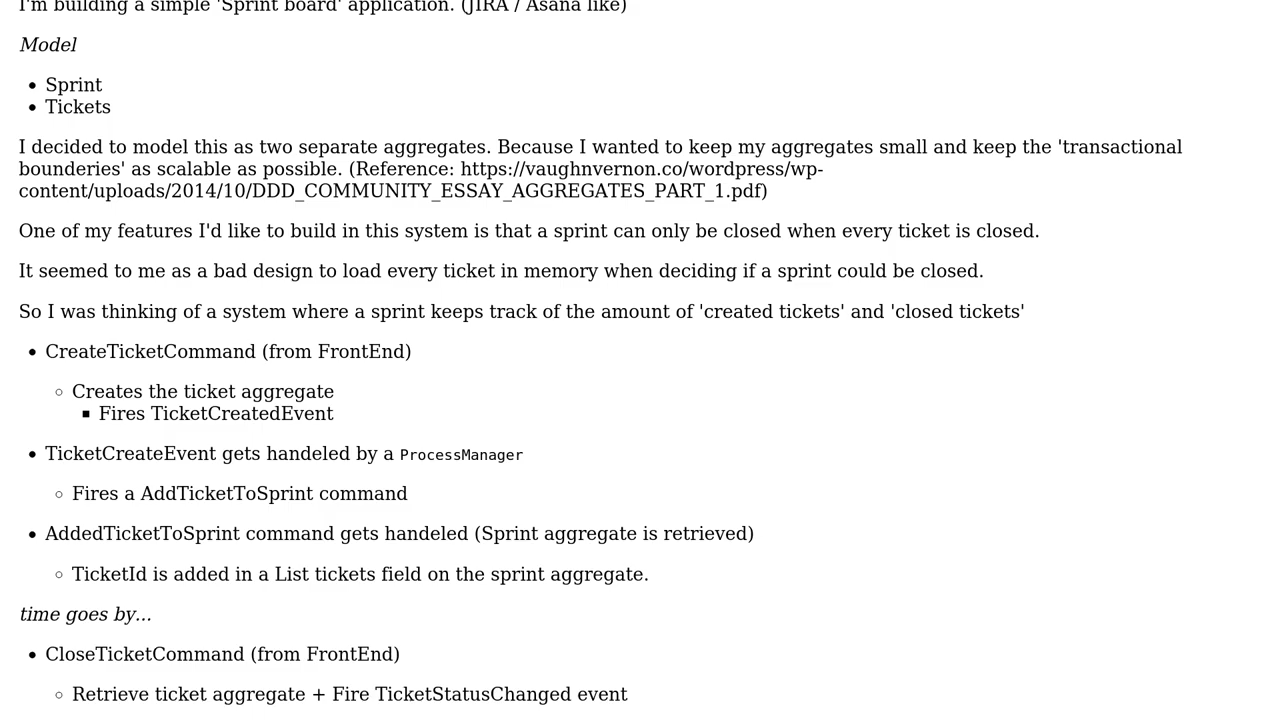 I'm building a simple 'Sprint board' application. (JIRA / Asana like)
Model
• Sprint
• Tickets
I decided to model this as two separate aggregates. Because I wanted to keep my aggregates small and keep the 'transactional
bounderies' as scalable as possible. (Reference: https://vaughnvernon.co/wordpress/wp-
content/uploads/2014/10/DDD_COMMUNITY_ESSAY_AGGREGATES_PART_1.pdf)
One of my features I'd like to build in this system is that a sprint can only be closed when every ticket is closed.
It seemed to me as a bad design to load every ticket in memory when deciding if a sprint could be closed.
So I was thinking of a system where a sprint keeps track of the amount of 'created tickets' and 'closed tickets'
• CreateTicketCommand (from FrontEnd)
◦ Creates the ticket aggregate
▪ Fires TicketCreatedEvent
• TicketCreateEvent gets handeled by a ProcessManager
◦ Fires a AddTicketToSprint command
• AddedTicketToSprint command gets handeled (Sprint aggregate is retrieved)
◦ TicketId is added in a List tickets field on the sprint aggregate.
time goes by...
• CloseTicketCommand (from FrontEnd)
◦ Retrieve ticket aggregate + Fire TicketStatusChanged event